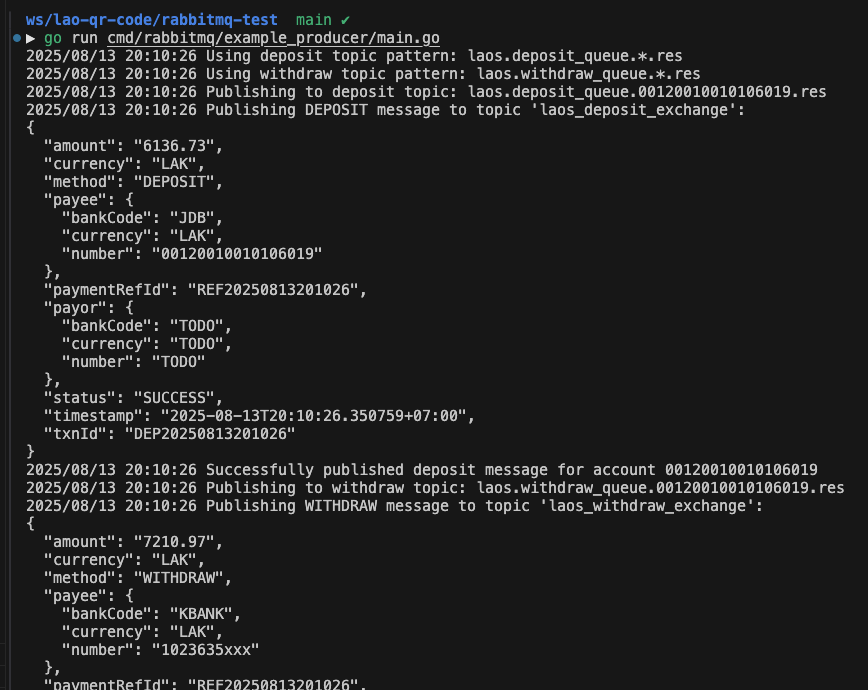 ws/lao-qr-code/rabbitmq-test main ✔
▶ go run cmd/rabbitmq/example_producer/main.go
2025/08/13 20:10:26 Using deposit topic pattern: laos.deposit_queue.*.res
2025/08/13 20:10:26 Using withdraw topic pattern: laos.withdraw_queue.*.res
2025/08/13 20:10:26 Publishing to deposit topic: laos.deposit_queue.00120010010106019.res
2025/08/13 20:10:26 Publishing DEPOSIT message to topic 'laos_deposit_exchange':
{
  "amount": "6136.73",
  "currency": "LAK",
  "method": "DEPOSIT",
  "payee": {
    "bankCode": "JDB",
    "currency": "LAK",
    "number": "00120010010106019"
  },
  "paymentRefId": "REF20250813201026",
  "payor": {
    "bankCode": "TODO",
    "currency": "TODO",
    "number": "TODO"
  },
  "status": "SUCCESS",
  "timestamp": "2025-08-13T20:10:26.350759+07:00",
  "txnId": "DEP20250813201026"
}
2025/08/13 20:10:26 Successfully published deposit message for account 00120010010106019
2025/08/13 20:10:26 Publishing to withdraw topic: laos.withdraw_queue.00120010010106019.res
2025/08/13 20:10:26 Publishing WITHDRAW message to topic 'laos_withdraw_exchange':
{
  "amount": "7210.97",
  "currency": "LAK",
  "method": "WITHDRAW",
  "payee": {
    "bankCode": "KBANK",
    "currency": "LAK",
    "number": "1023635xxx"
  },
  "paymentRefId": "REF20250813201026",